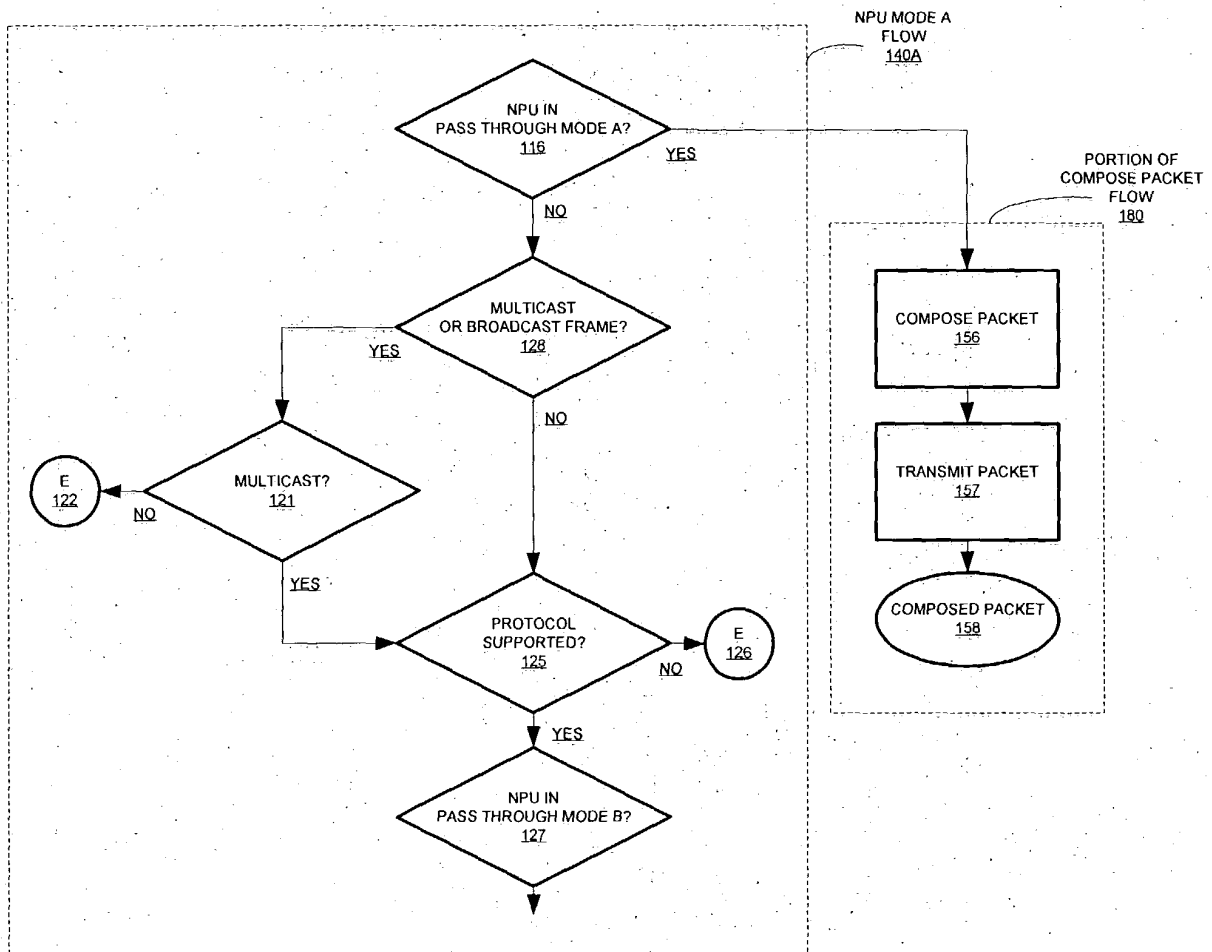 NPU MODE A
FLOW
140A
NPU IN
PASS THROUGH MODE A?
116
YES
NO
PORTION OF
COMPOSE PACKET
FLOW
180
MULTICAST
OR BROADCAST FRAME?
128
YES
NO
COMPOSE PACKET
156
MULTICAST?
121
NO
YES
E
122
TRANSMIT PACKET
157
PROTOCOL
SUPPORTED?
125
NO
YES
E
126
COMPOSED PACKET
158
NPU IN
PASS THROUGH MODE B?
127